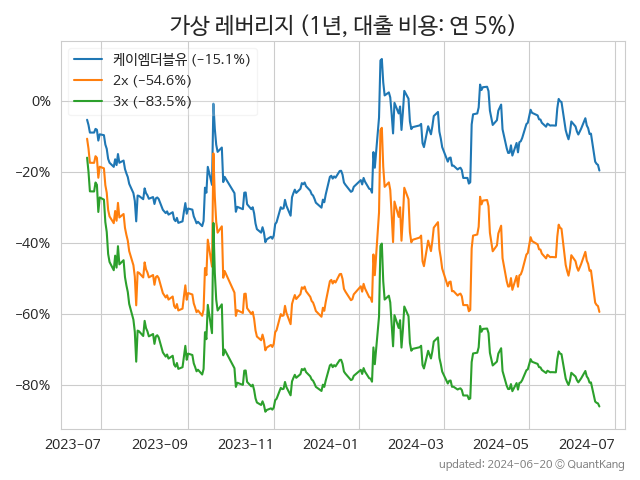 가상 레버리지 (1년, 대출 비용: 연 5%)
케이엠더블유 (−15.1%)
2x (−54.6%)
3x (−83.5%)
0%
−20%
−40%
−60%
−80%
2023−07 2023−09 2023−11 2024−01 2024−03 2024−05 2024−07
updated: 2024-06-20 © QuantKang